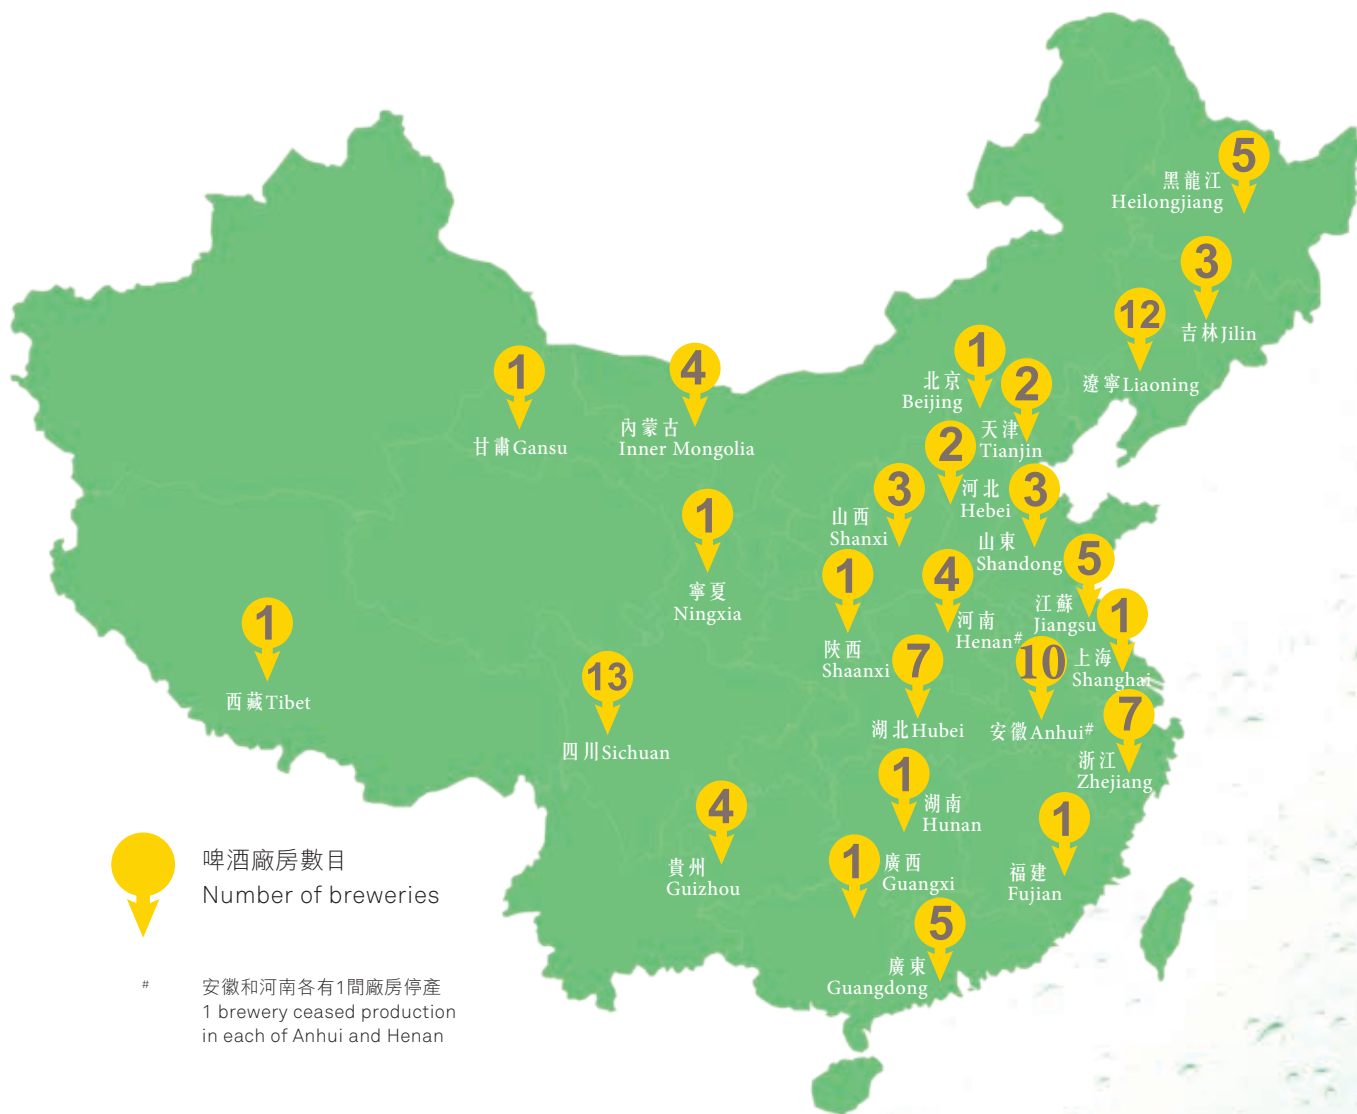 5
黑龍江
Heilongjiang
3
吉林Jilin
12
遼寧Liaoning
1
北京
Beijing
2
天津
Tianjin
1
甘肅Gansu
4
內蒙古
Inner Mongolia
2
河北
Hebei
3
山西
Shanxi
3
山東
Shandong
1
寧夏
Ningxia
1
陝西
Shaanxi
4
河南
Henan#
5
江蘇
Jiangsu
1
上海
Shanghai
1
西藏Tibet
13
四川Sichuan
7
湖北Hubei
10
安徽Anhui#
7
浙江
Zhejiang
1
湖南
Hunan
4
貴州
Guizhou
1
福建
Fujian
1
廣西
Guangxi
5
廣東
Guangdong
啤酒廠房數目
Number of breweries
# 安徽和河南各有1間廠房停產
1 brewery ceased production
in each of Anhui and Henan